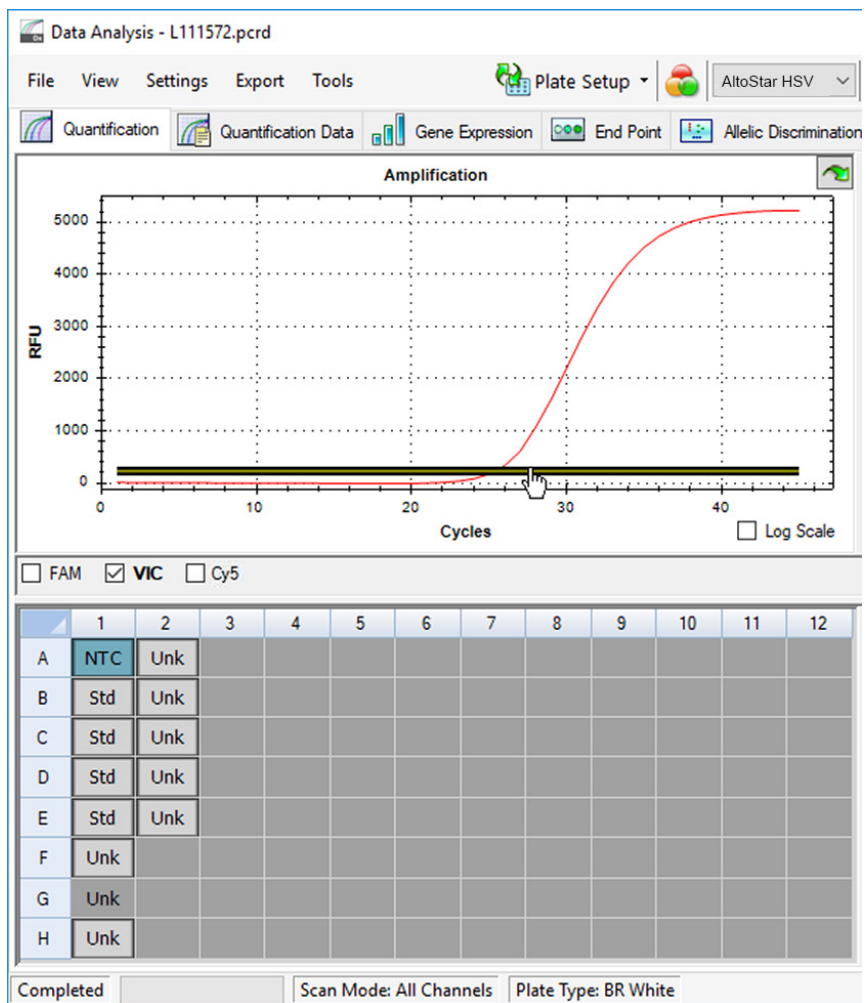 Data Analysis - L111572.pcrd
File View Settings Export Tools Plate Setup AltoStar HSV
Quantification Quantification Data Gene Expression End Point Allelic Discrimination
Amplification
5000
4000
3000
RFU
2000
1000
0
0 10 20 30 40
Cycles
Log Scale
FAM VIC Cy5
1 2 3 4 5 6 7 8 9 10 11 12
A NTC Unk
B Std Unk
C Std Unk
D Std Unk
E Std Unk
F Unk
G Unk
H Unk
Completed Scan Mode: All Channels Plate Type: BR White